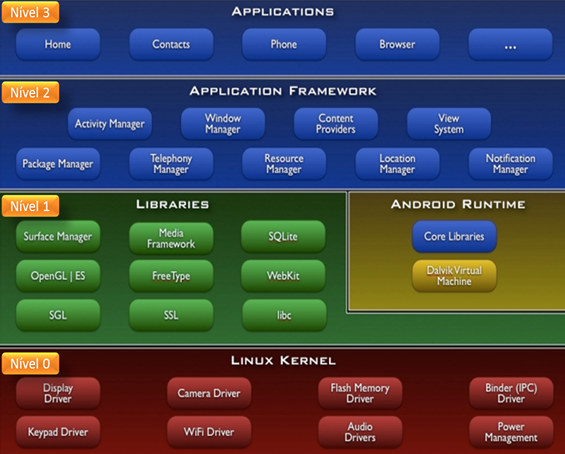 Nível 3
APPLICATIONS
Home
Contacts
Phone
Browser
...
Nível 2
APPLICATION FRAMEWORK
Activity Manager
Window
Manager
Content
Providers
View
System
Package Manager
Telephony
Manager
Resource
Manager
Location
Manager
Notification
Manager
Nível 1
LIBRARIES
Surface Manager
Media
Framework
SQLite
OpenGL | ES
FreeType
WebKit
SGL
SSL
libc
ANDROID RUNTIME
Core Libraries
Dalvik Virtual
Machine
Nível 0
LINUX KERNEL
Display
Driver
Camera Driver
Flash Memory
Driver
Binder (IPC)
Driver
Keypad Driver
WiFi Driver
Audio
Drivers
Power
Management